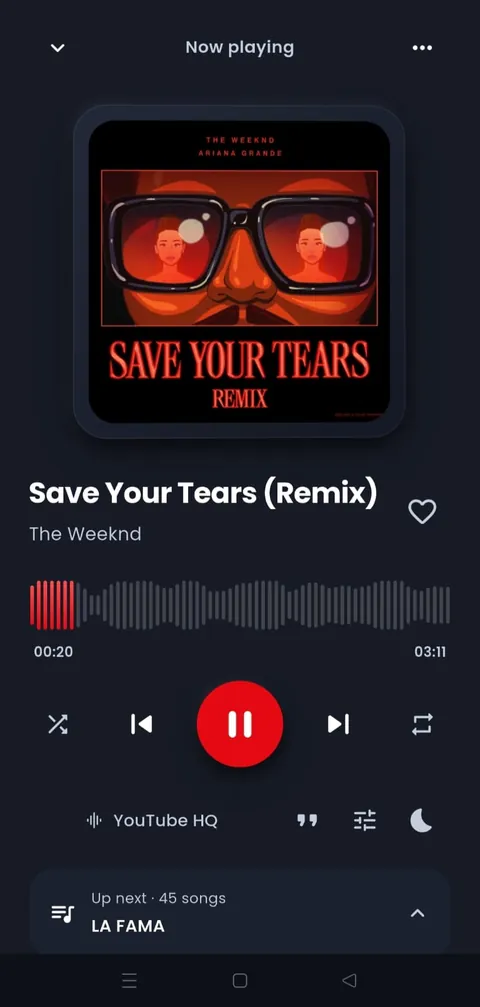 Now playing
THE WEEKND
ARIANA GRANDE
SAVE YOUR TEARS
REMIX
Save Your Tears (Remix)
The Weeknd
00:20
03:11
YouTube HQ
Up next · 45 songs
LA FAMA